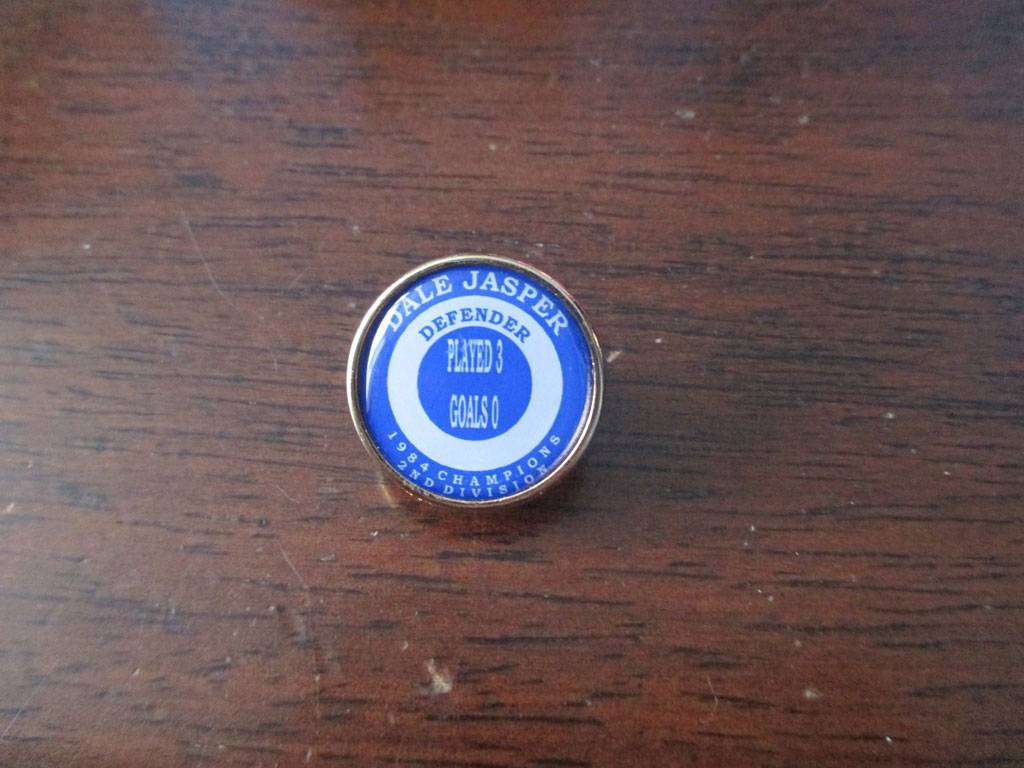 DALE JASPER
DEFENDER
PLAYED 3
GOALS 0
1984 CHAMPIONS
2ND DIVISION